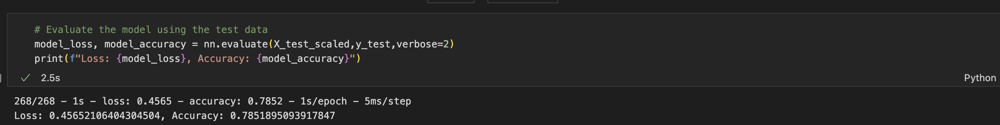 # Evaluate the model using the test data
model_loss, model_accuracy = nn.evaluate(X_test_scaled,y_test,verbose=2)
print(f"Loss: {model_loss}, Accuracy: {model_accuracy}")
✓ 2.5s Python
268/268 - 1s - loss: 0.4565 - accuracy: 0.7852 - 1s/epoch - 5ms/step
Loss: 0.45652106404304504, Accuracy: 0.7851895093917847